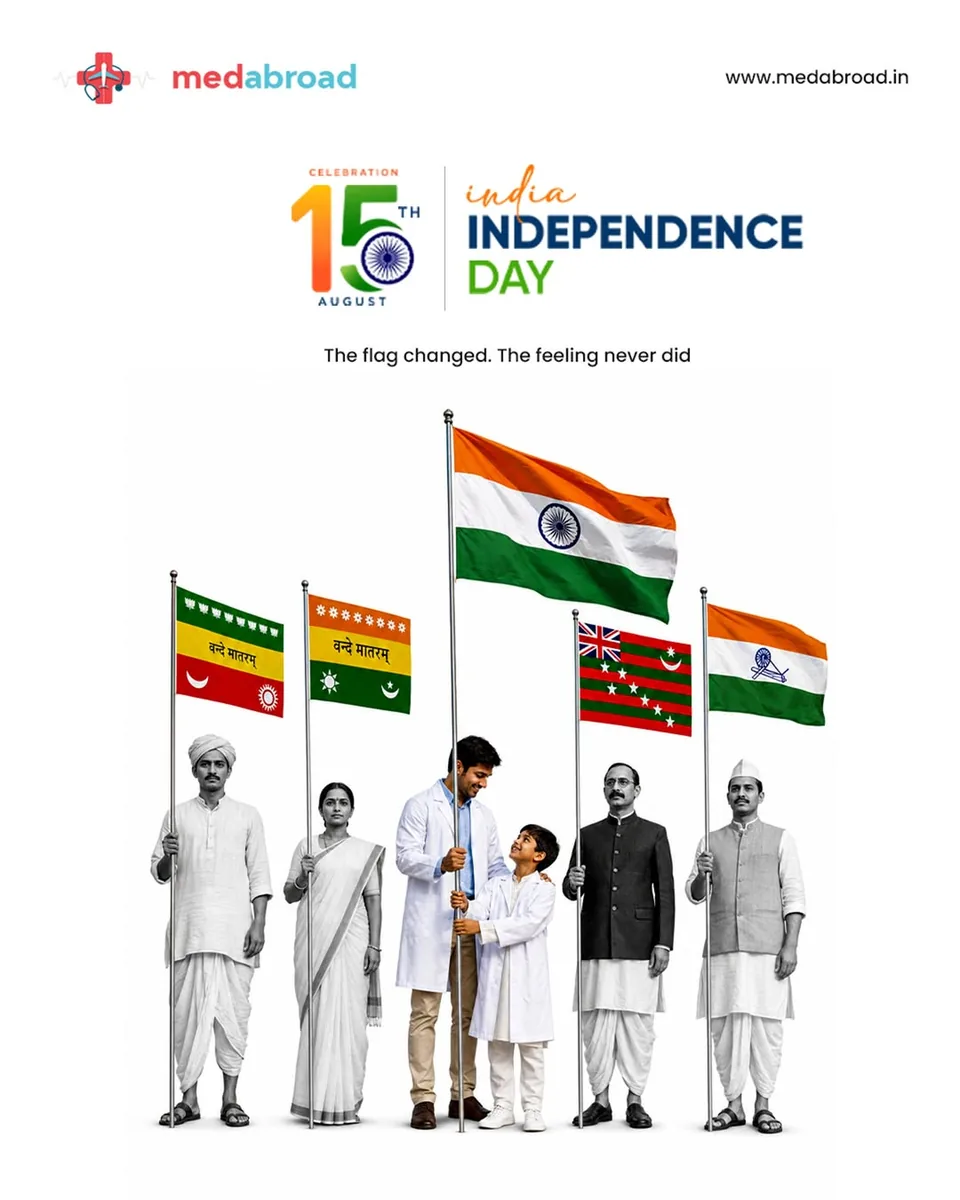 medabroad
www.medabroad.in
CELEBRATION
15TH
AUGUST
india
INDEPENDENCE
DAY
The flag changed. The feeling never did
वन्दे मातरम्
वन्दे मातरम्